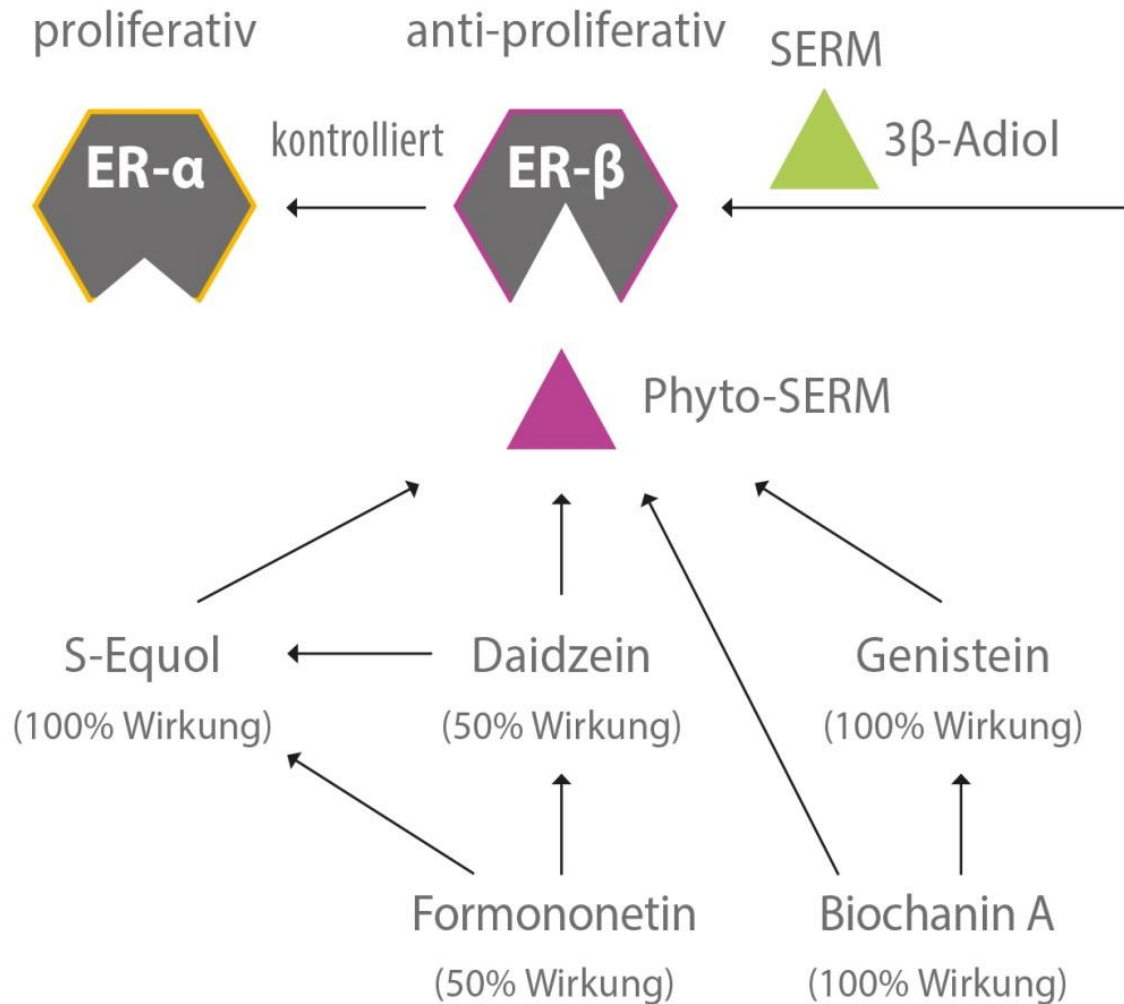 proliferativ
anti-proliferativ
SERM
ER-α
kontrolliert
ER-β
3β-Adiol
Phyto-SERM
S-Equol
(100% Wirkung)
Daidzein
(50% Wirkung)
Genistein
(100% Wirkung)
Formononetin
(50% Wirkung)
Biochanin A
(100% Wirkung)